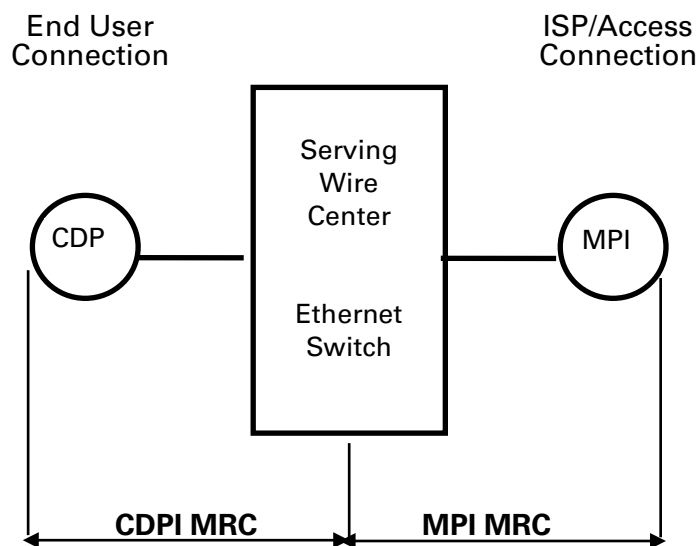 End User
Connection
ISP/Access
Connection
Serving
Wire
Center
CDP
MPI
Ethernet
Switch
CDPI MRC
MPI MRC